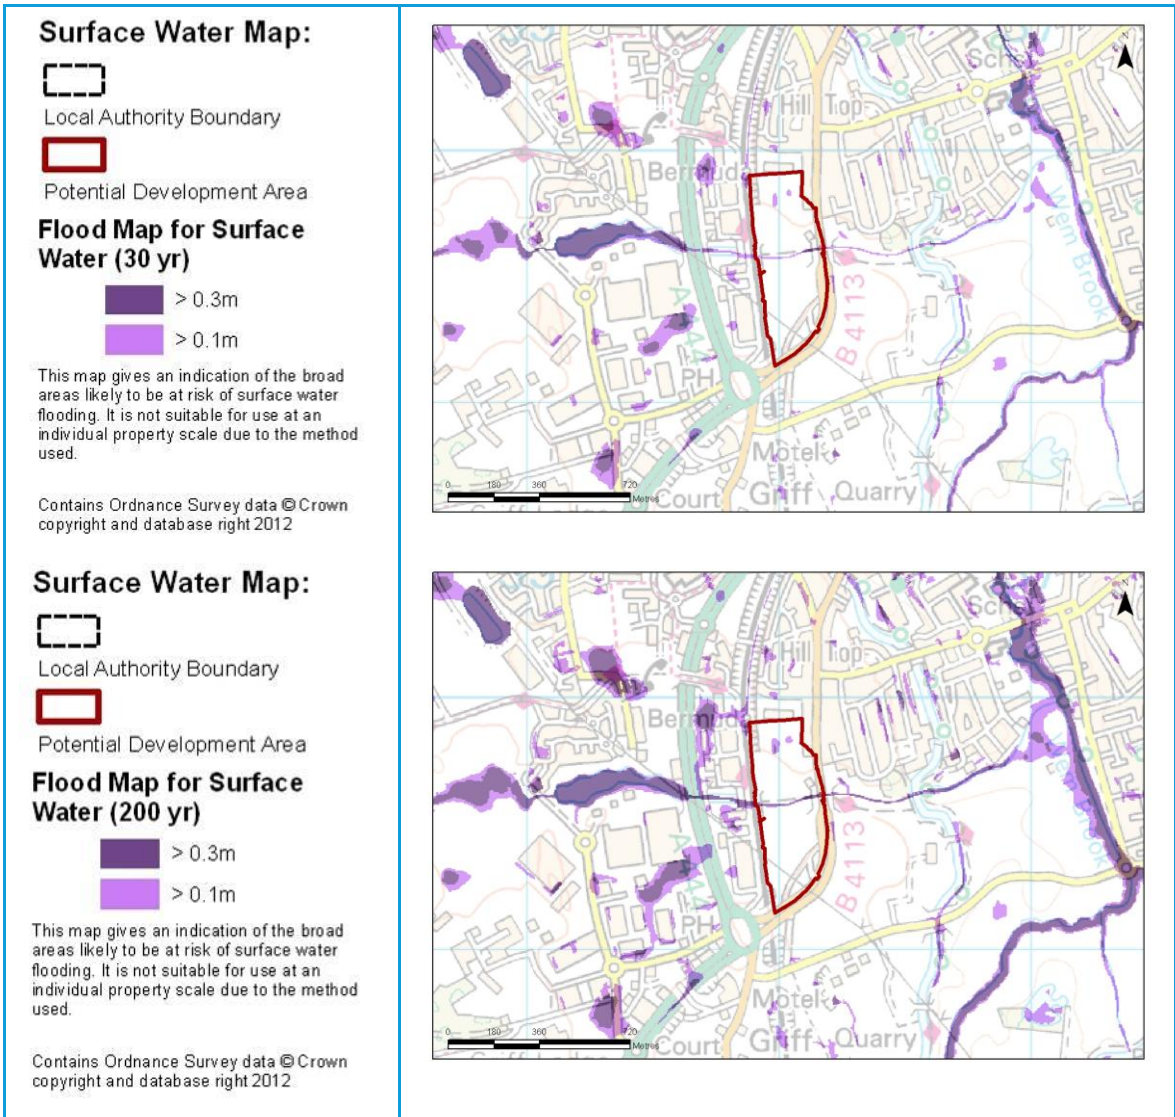 Surface Water Map:
Local Authority Boundary
Potential Development Area
Flood Map for Surface
Water (30 yr)
> 0.3m
> 0.1m
This map gives an indication of the broad
areas likely to be at risk of surface water
flooding. It is not suitable for use at an
individual property scale due to the method
used.
Contains Ordnance Survey data © Crown
copyright and database right 2012
N
Hill Top
Bermuda
Wem Brook
B4113
PH
Motel
Griff
Quarry
Court
0 180 360 720
Metres
Surface Water Map:
Local Authority Boundary
Potential Development Area
Flood Map for Surface
Water (200 yr)
> 0.3m
> 0.1m
This map gives an indication of the broad
areas likely to be at risk of surface water
flooding. It is not suitable for use at an
individual property scale due to the method
used.
Contains Ordnance Survey data © Crown
copyright and database right 2012
N
Hill Top
Bermuda
B4113
PH
Motel
Griff
Quarry
Court
0 180 360 720
Metres